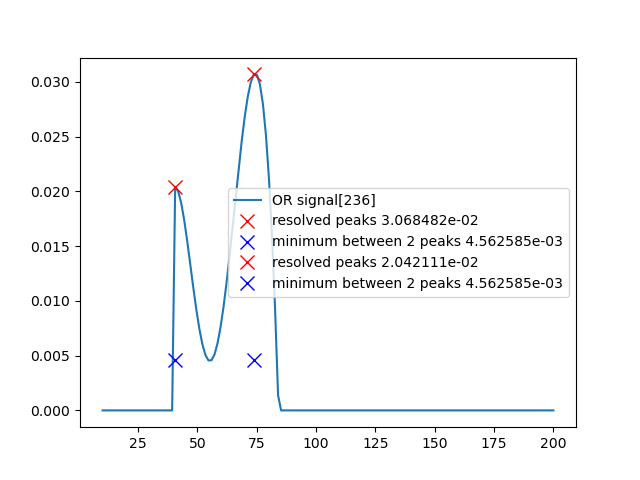 0.030
0.025
0.020
0.015
0.010
0.005
0.000
OR signal[236]
resolved peaks 3.068482e-02
minimum between 2 peaks 4.562585e-03
resolved peaks 2.042111e-02
minimum between 2 peaks 4.562585e-03
25 50 75 100 125 150 175 200